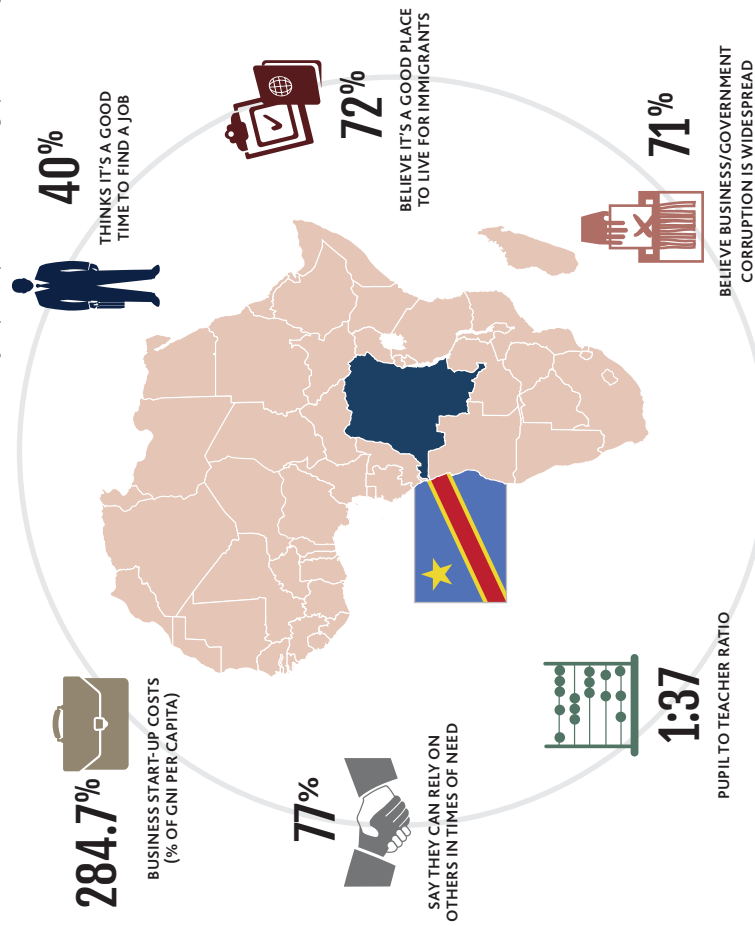 284.7%
BUSINESS START-UP COSTS
(% OF GNI PER CAPITA)
40%
THINKS IT'S A GOOD
TIME TO FIND A JOB
77%
SAY THEY CAN RELY ON
OTHERS IN TIMES OF NEED
72%
BELIEVE IT'S A GOOD PLACE
TO LIVE FOR IMMIGRANTS
1:37
PUPIL TO TEACHER RATIO
71%
BELIEVE BUSINESS/GOVERNMENT
CORRUPTION IS WIDESPREAD